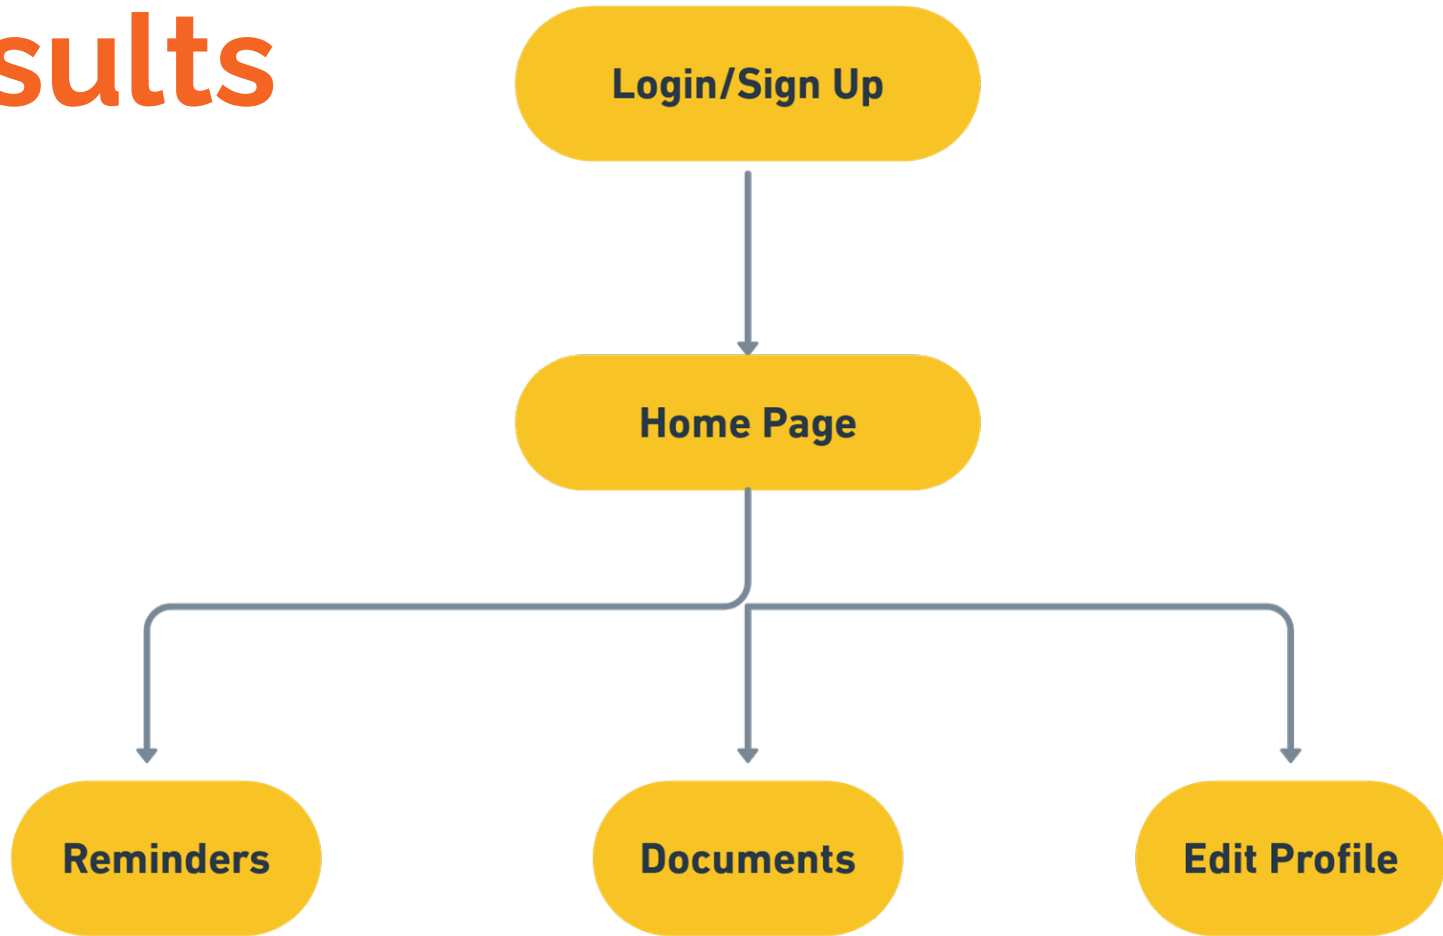 sults
Login/Sign Up
Home Page
Reminders
Documents
Edit Profile